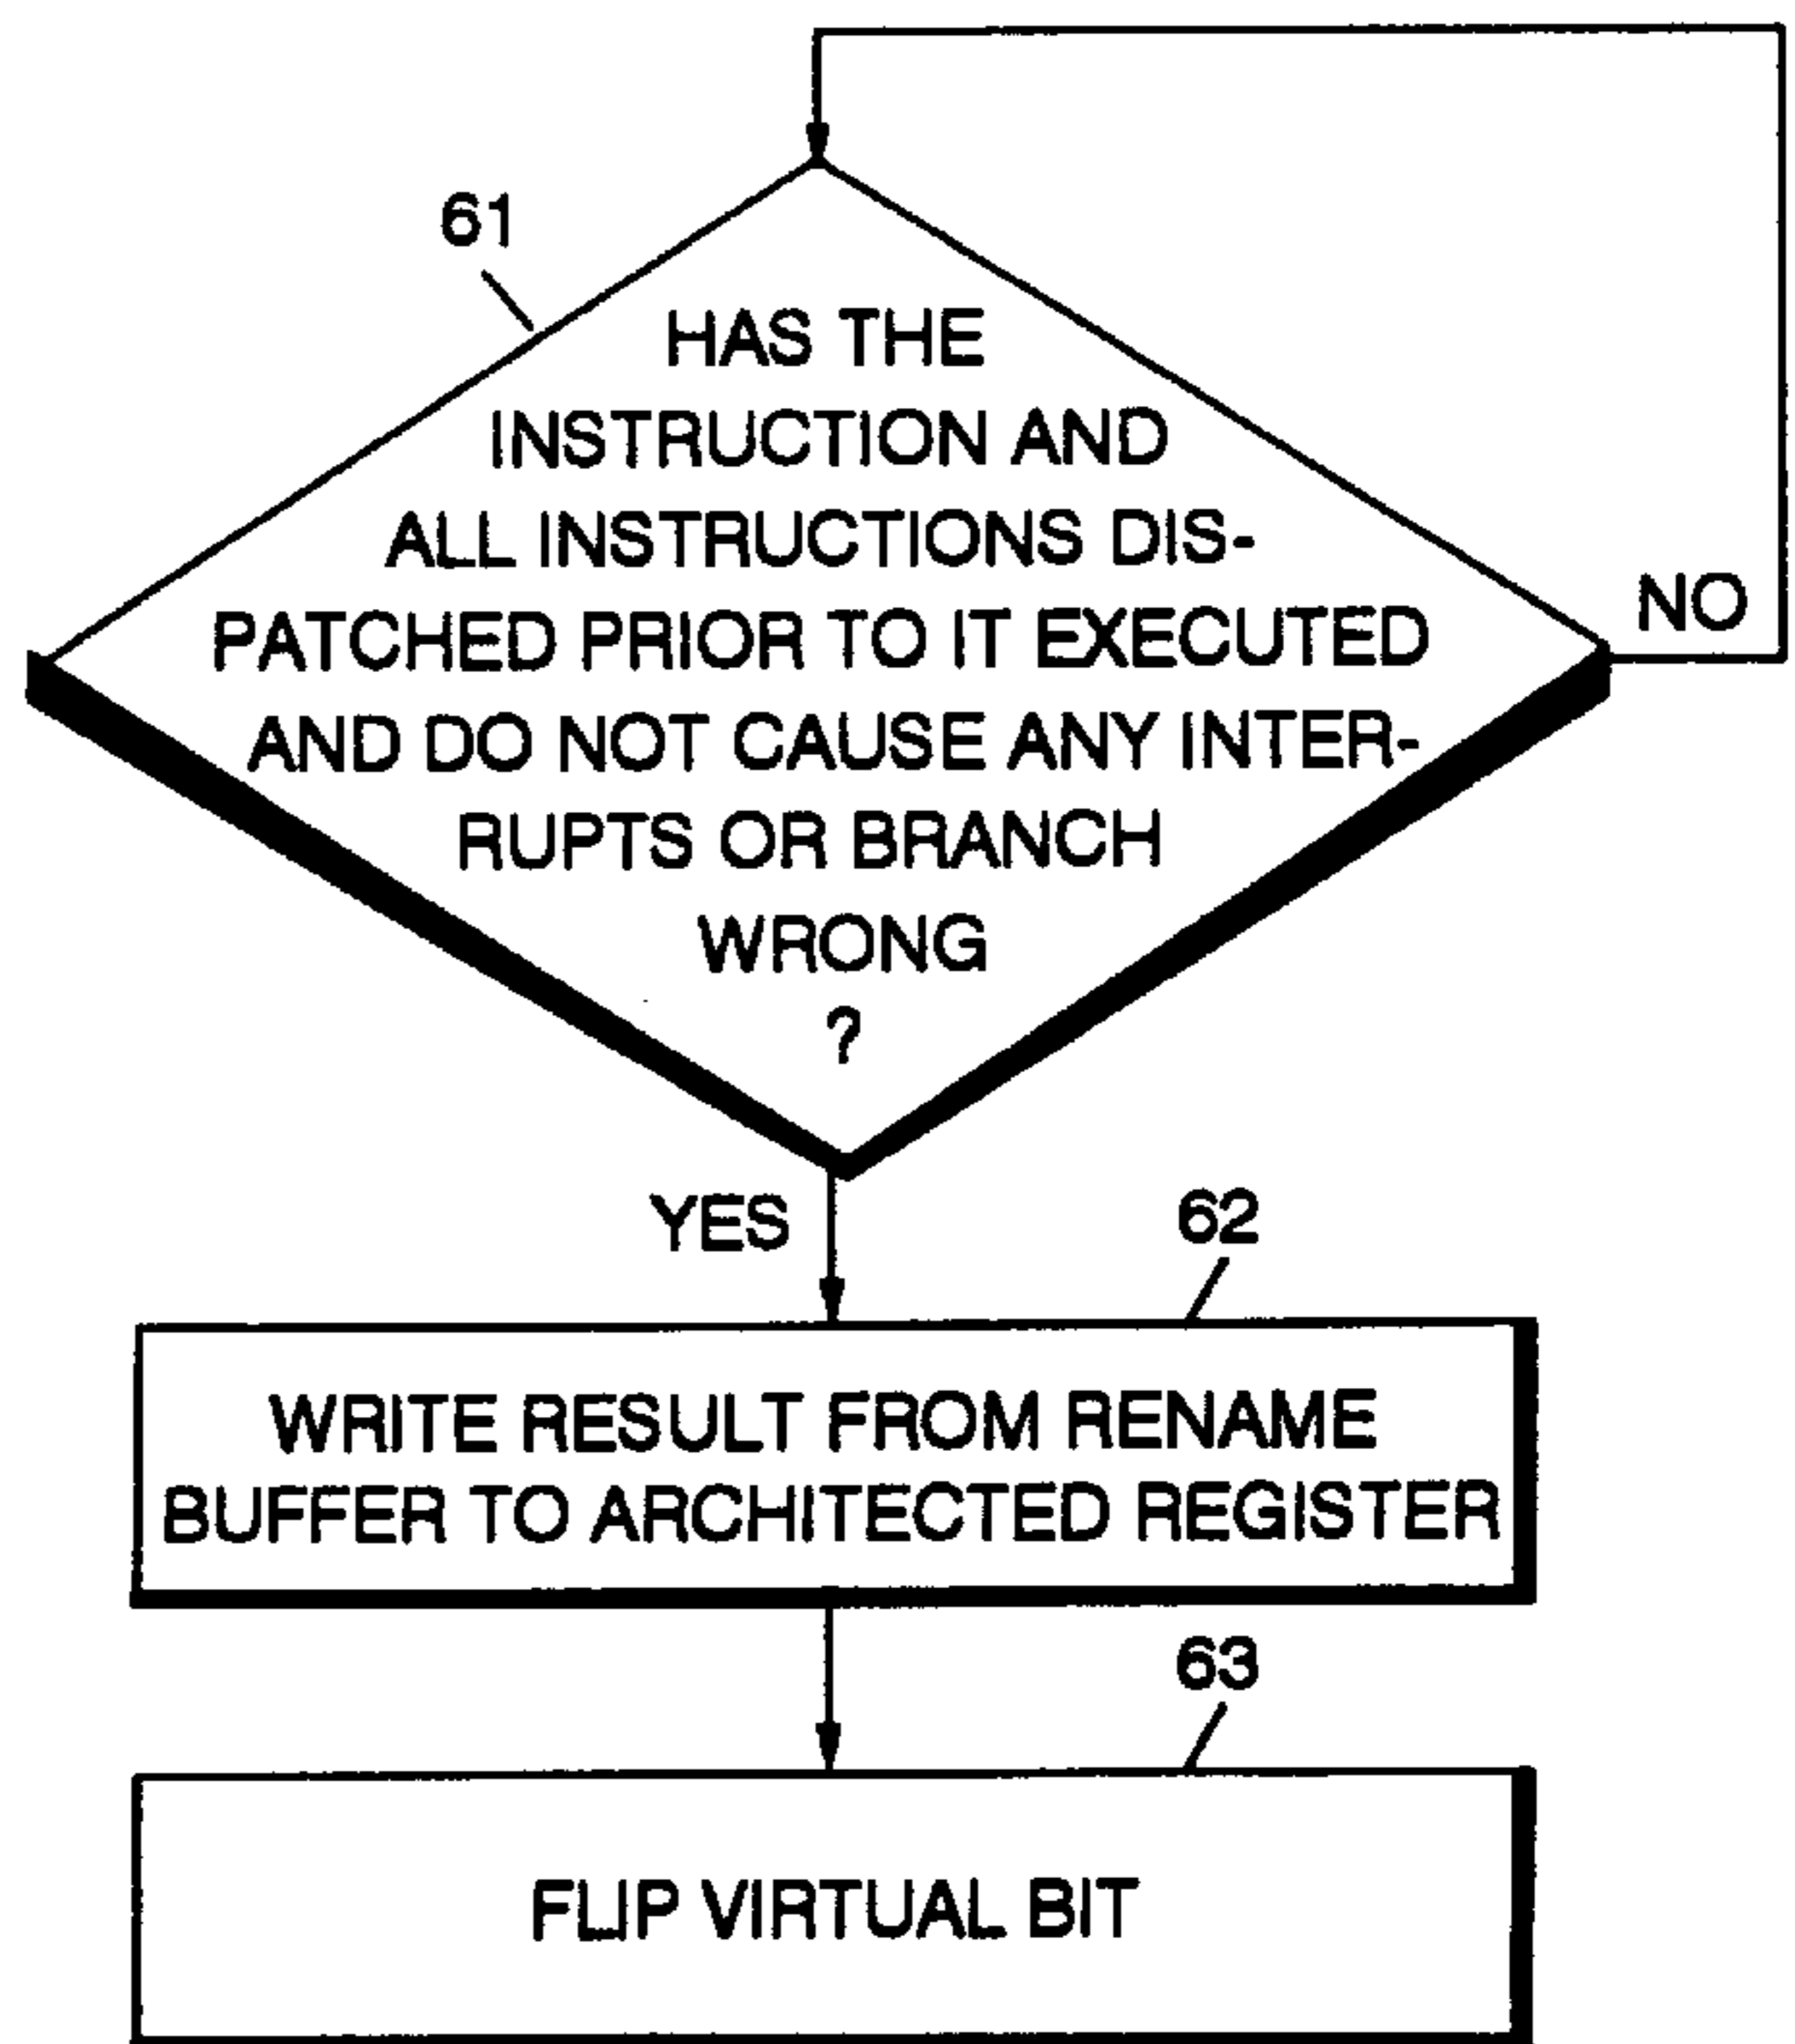 61
HAS THE
INSTRUCTION AND
ALL INSTRUCTIONS DIS-
PATCHED PRIOR TO IT EXECUTED
AND DO NOT CAUSE ANY INTER-
RUPTS OR BRANCH
WRONG
?
NO
YES
62
WRITE RESULT FROM RENAME
BUFFER TO ARCHITECTED REGISTER
63
FLIP VIRTUAL BIT